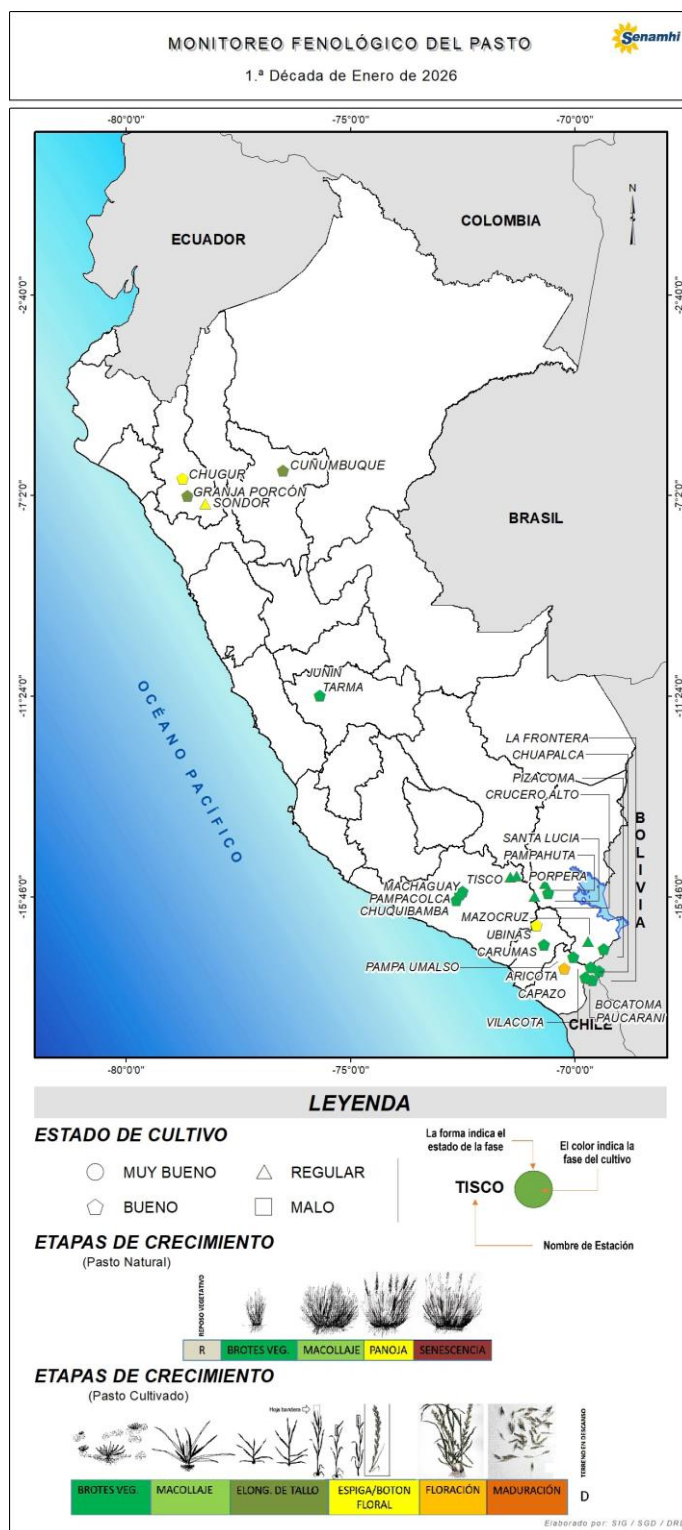 MONITOREO FENOLÓGICO DEL PASTO
Senamhi
1.ª Década de Enero de 2026
-80°0'0" -75°0'0" -70°0'0"
N
COLOMBIA
ECUADOR
-2°40'0" -2°40'0"
CHUGUR
CUÑUMBUQUE
GRANJA PORCÓN
SONDOR
-7°2'0" -7°2'0"
BRASIL
JUNIN
TARMA
-11°24'0" -11°24'0"
OCÉANO PACÍFICO
LA FRONTERA
CHUAPALCA
PIZACOMA
CRUCERO ALTO
BOLIVIA
SANTA LUCIA
PAMPAHUTA
TISCO
PORPERA
MACHAGUAY
PAMPACOLCA
CHUQUIBAMBA
-15°46'0" -15°46'0"
MAZOCRUZ
UBINAS
CARUMAS
PAMPA UMALSO
ARICOTA
CAPAZO
BOCATOMA
PAUCARANI
VILACOTA
CHILE
-80°0'0" -75°0'0" -70°0'0"
LEYENDA
ESTADO DE CULTIVO
MUY BUENO
REGULAR
BUENO
MALO
La forma indica el
estado de la fase
El color indica la
fase del cultivo
TISCO
Nombre de Estación
ETAPAS DE CRECIMIENTO
(Pasto Natural)
REPOSO VEGETATIVO
R BROTES VEG. MACOLLAJE PANOJA SENESCENCIA
ETAPAS DE CRECIMIENTO
(Pasto Cultivado)
Hoja bandera
TERRENO EN DESCANSO
BROTES VEG. MACOLLAJE ELONG. DE TALLO ESPIGA/BOTON FLORAL FLORACIÓN MADURACIÓN D
Elaborado por: SIG / SGD / DRD